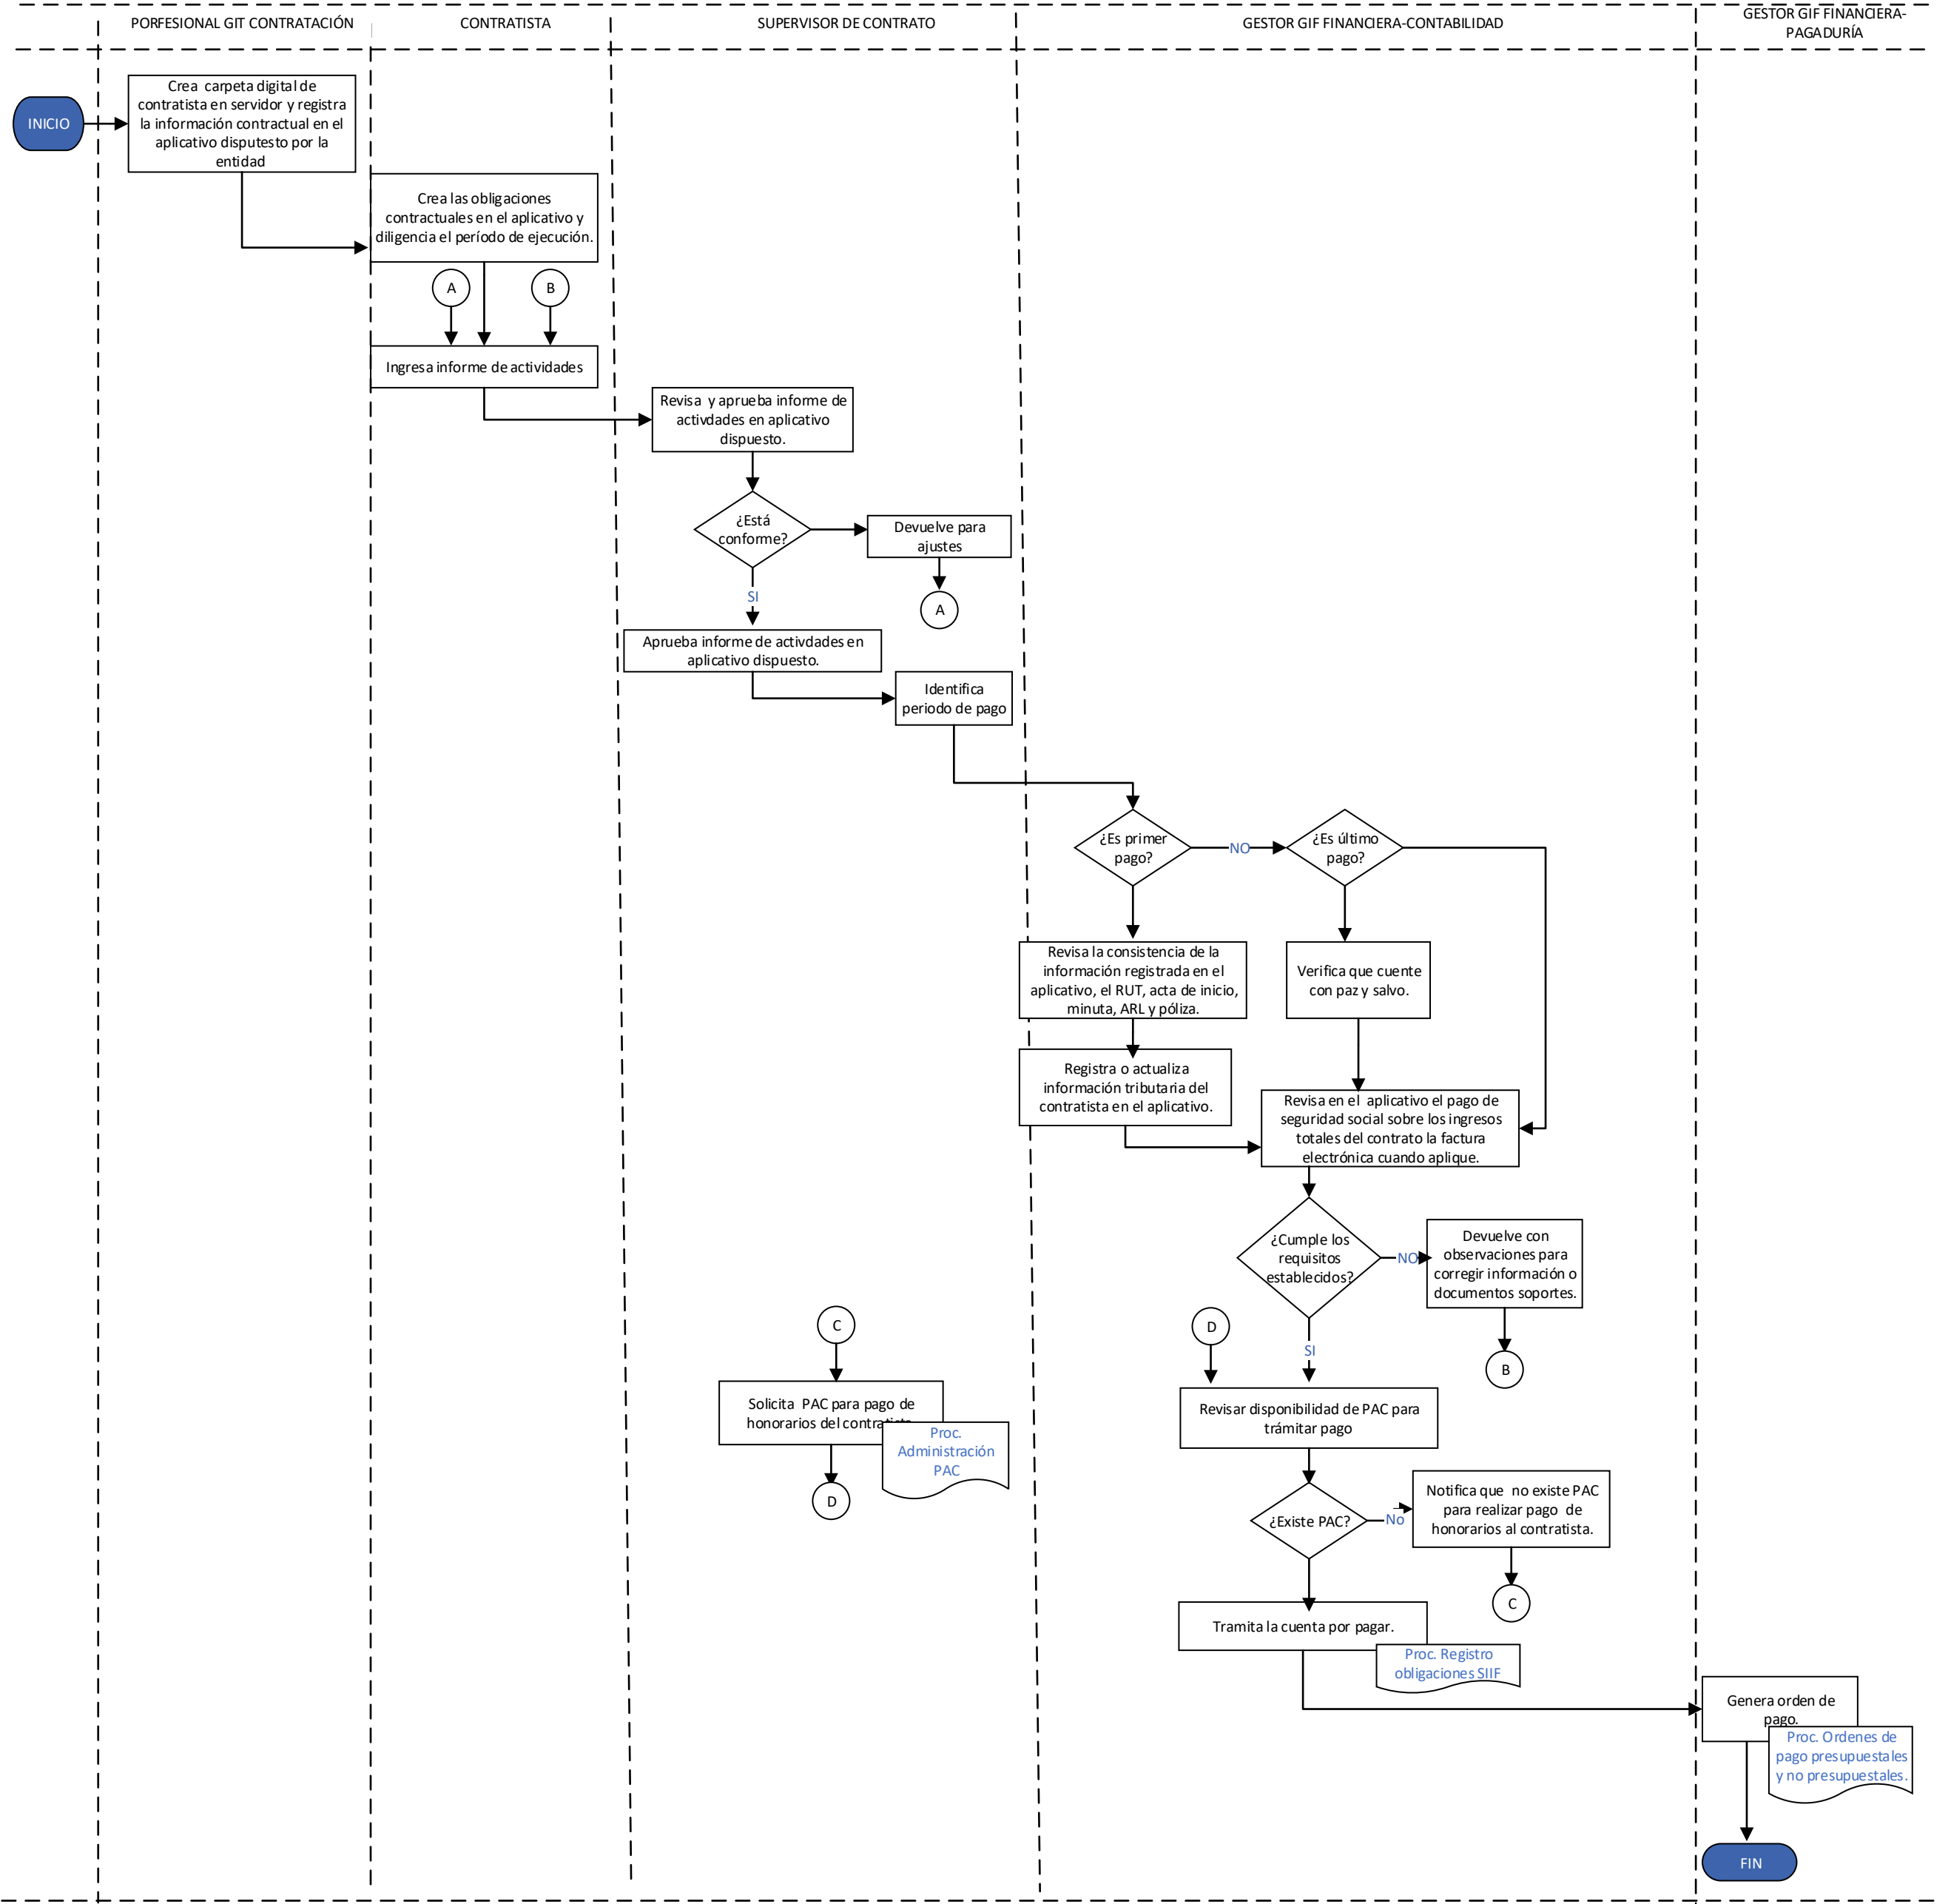 PORFESIONAL GIT CONTRATACIÓN
CONTRATISTA
SUPERVISOR DE CONTRATO
GESTOR GIF FINANCIERA-CONTABILIDAD
GESTOR GIF FINANCIERA-
PAGADURÍA
INICIO
Crea carpeta digital de
contratista en servidor y registra
la información contractual en el
aplicativo disputesto por la
entidad
Crea las obligaciones
contractuales en el aplicativo y
diligencia el período de ejecución.
A
B
Ingresa informe de actividades
Revisa y aprueba informe de
activdades en aplicativo
dispuesto.
¿Está
conforme?
Devuelve para
ajustes
A
SI
Aprueba informe de activdades en
aplicativo dispuesto.
Identifica
periodo de pago
¿Es primer
pago?
NO
¿Es último
pago?
Revisa la consistencia de la
información registrada en el
aplicativo, el RUT, acta de inicio,
minuta, ARL y póliza.
Verifica que cuente
con paz y salvo.
Registra o actualiza
información tributaria del
contratista en el aplicativo.
Revisa en el aplicativo el pago de
seguridad social sobre los ingresos
totales del contrato la factura
electrónica cuando aplique.
¿Cumple los
requisitos
establecidos?
NO
Devuelve con
observaciones para
corregir información o
documentos soportes.
B
C
D
SI
Solicita PAC para pago de
honorarios del contratista
Proc.
Administración
PAC
D
Revisar disponibilidad de PAC para
trámitar pago
¿Existe PAC?
No
Notifica que no existe PAC
para realizar pago de
honorarios al contratista.
C
Tramita la cuenta por pagar.
Proc. Registro
obligaciones SIIF
Genera orden de
pago.
Proc. Ordenes de
pago presupuestales
y no presupuestales.
FIN